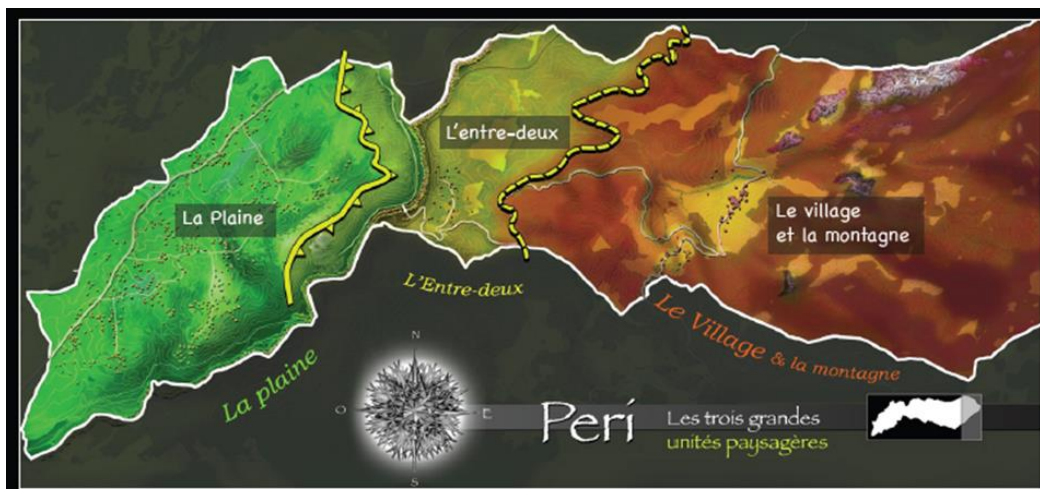 La Plaine
L'entre-deux
Le village
et la montagne
La plaine
L'Entre-deux
Le Village & la montagne
N
O
E
S
Peri
Les trois grandes
unités paysagères